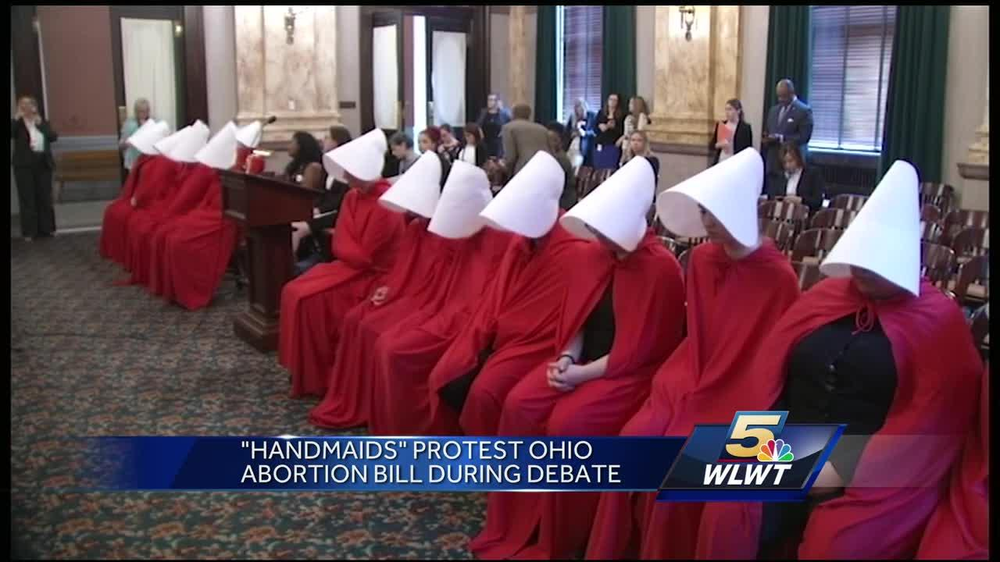 "HANDMAIDS" PROTEST OHIO
ABORTION BILL DURING DEBATE
5
WLWT